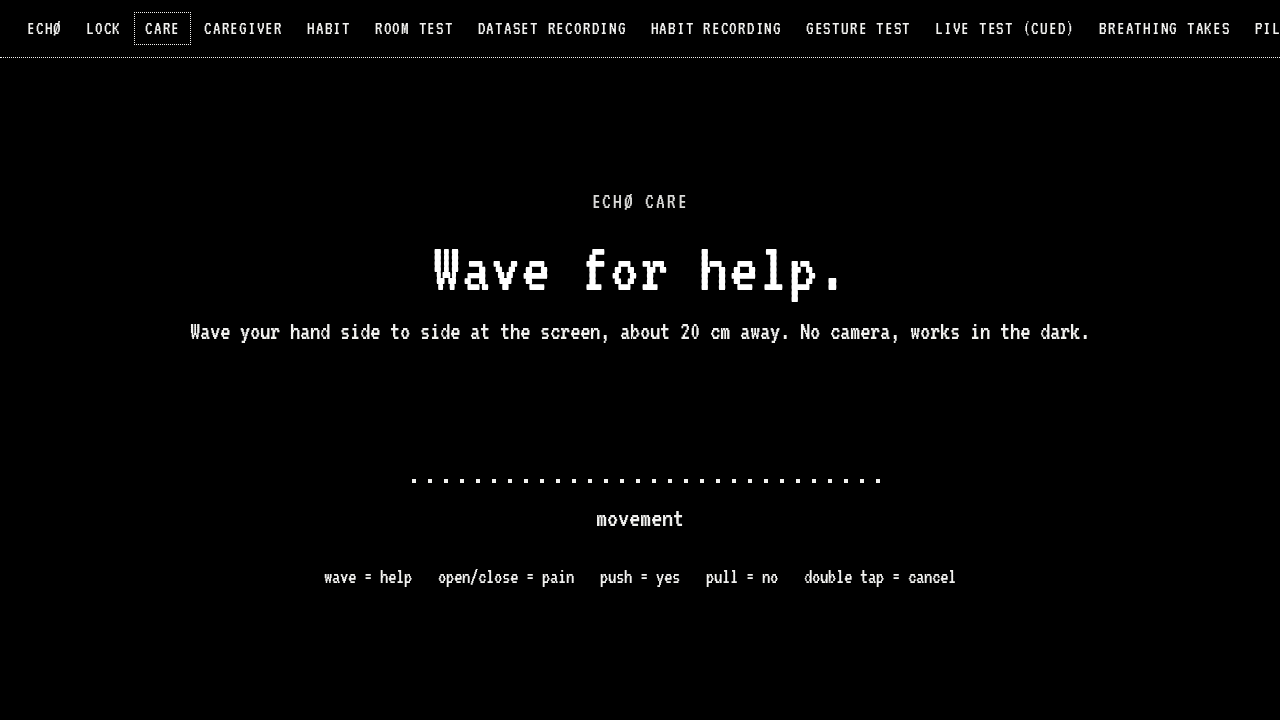 ECHØ LOCK CARE CAREGIVER HABIT ROOM TEST DATASET RECORDING HABIT RECORDING GESTURE TEST LIVE TEST (CUED) BREATHING TAKES PIL
ECHØ CARE
Wave for help.
Wave your hand side to side at the screen, about 20 cm away. No camera, works in the dark.
movement
wave = help open/close = pain push = yes pull = no double tap = cancel